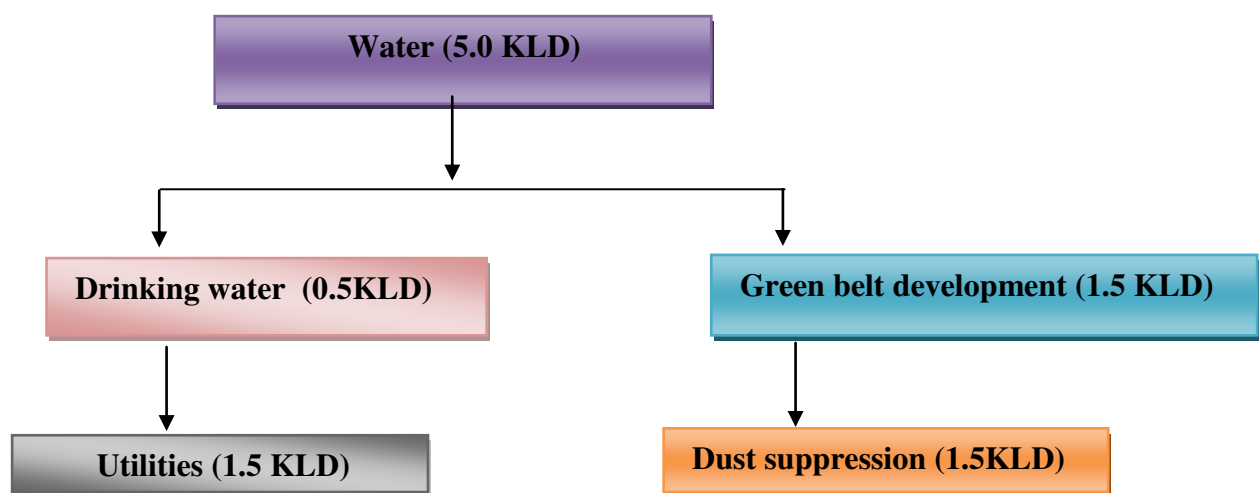 Water (5.0 KLD)
Drinking water  (0.5KLD)
Green belt development (1.5 KLD)
Utilities (1.5 KLD)
Dust suppression (1.5KLD)